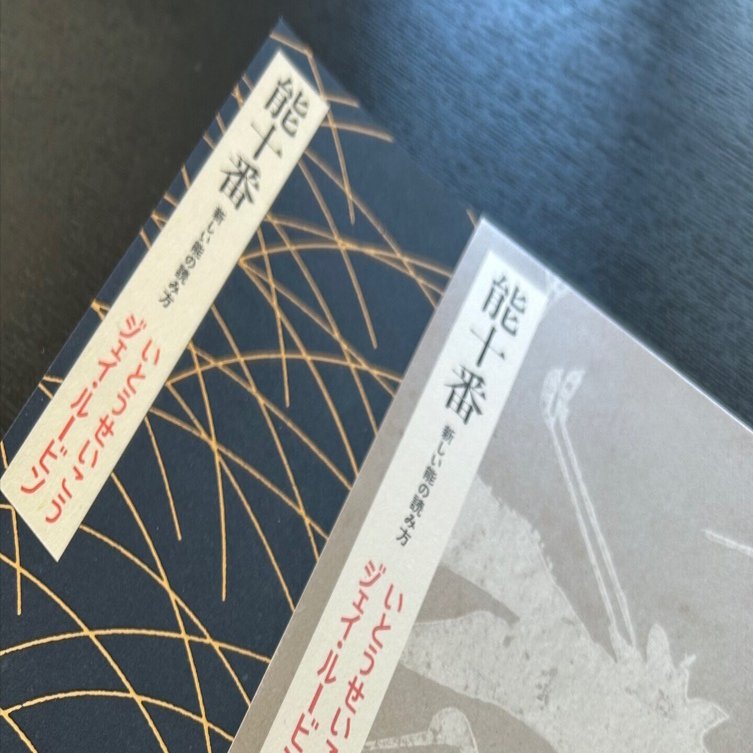 能十番
新しい能の読み方
いとうせいこう
ジェイ・ルービン
能十番
新しい能の読み方
いとうせいこ
ジェイ・ルービン